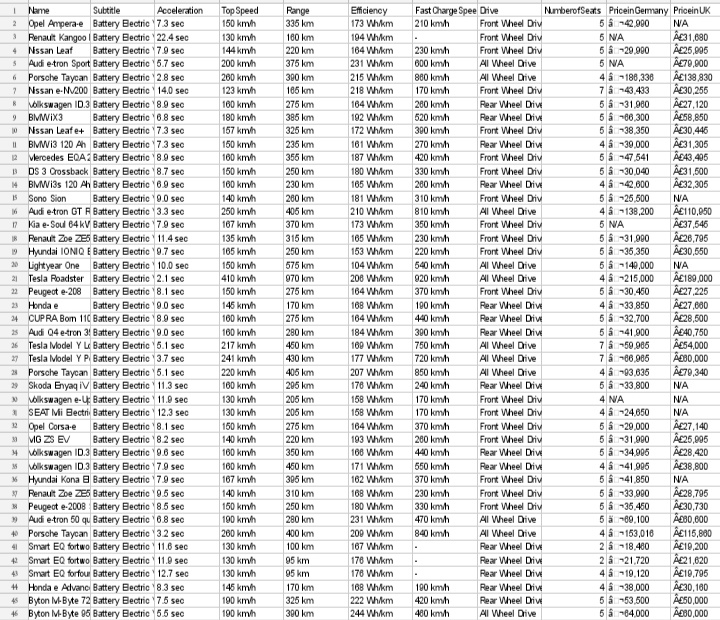 1 Name Subtitle Acceleration TopSpeed Range Efficiency FastChargeSpee Drive NumberofSeats PriceinGermany PriceinUK
2 Opel Ampera-e Battery Electric 7.3 sec 150 km/h 335 km 173 Wh/km 210 km/h Front Wheel Driv 5 â‚¬42,990 N/A
3 Renault Kangoo Battery Electric 22.4 sec 130 km/h 160 km 194 Wh/km - Front Wheel Driv 5 N/A Â£31,680
4 Nissan Leaf Battery Electric 7.9 sec 144 km/h 220 km 164 Wh/km 230 km/h Front Wheel Driv 5 â‚¬29,990 Â£25,995
5 Audi e-tron Sport Battery Electric 5.7 sec 200 km/h 375 km 231 Wh/km 600 km/h All Wheel Drive 5 N/A Â£79,900
6 Porsche Taycan Battery Electric 2.8 sec 260 km/h 390 km 215 Wh/km 860 km/h All Wheel Drive 4 â‚¬186,336 Â£138,830
7 Nissan e-NV200 Battery Electric 14.0 sec 123 km/h 165 km 218 Wh/km 170 km/h Front Wheel Driv 7 â‚¬43,433 Â£30,255
8 Volkswagen ID.3 Battery Electric 8.9 sec 160 km/h 275 km 164 Wh/km 260 km/h Rear Wheel Drive 5 â‚¬31,960 Â£27,120
9 BMW iX3 Battery Electric 6.8 sec 180 km/h 385 km 192 Wh/km 520 km/h Rear Wheel Drive 5 â‚¬66,300 Â£58,850
10 Nissan Leaf e+ Battery Electric 7.3 sec 157 km/h 325 km 172 Wh/km 390 km/h Front Wheel Driv 5 â‚¬38,350 Â£30,445
11 BMW i3 120 Ah Battery Electric 7.3 sec 150 km/h 235 km 161 Wh/km 270 km/h Rear Wheel Drive 4 â‚¬39,000 Â£31,305
12 Mercedes EQA 2 Battery Electric 8.9 sec 160 km/h 355 km 187 Wh/km 420 km/h Front Wheel Driv 5 â‚¬47,541 Â£43,495
13 DS 3 Crossback Battery Electric 8.7 sec 150 km/h 250 km 180 Wh/km 330 km/h Front Wheel Driv 5 â‚¬30,040 Â£31,500
14 BMW i3s 120 Ah Battery Electric 6.9 sec 160 km/h 230 km 165 Wh/km 260 km/h Rear Wheel Drive 4 â‚¬42,600 Â£32,305
15 Sono Sion Battery Electric 9.0 sec 140 km/h 260 km 181 Wh/km 310 km/h Front Wheel Driv 5 â‚¬25,500 N/A
16 Audi e-tron GT R Battery Electric 3.3 sec 250 km/h 405 km 210 Wh/km 810 km/h All Wheel Drive 4 â‚¬138,200 Â£110,950
17 Kia e-Soul 64 kW Battery Electric 7.9 sec 167 km/h 370 km 173 Wh/km 350 km/h Front Wheel Driv 5 N/A Â£37,545
18 Renault Zoe ZE5 Battery Electric 11.4 sec 135 km/h 315 km 165 Wh/km 230 km/h Front Wheel Driv 5 â‚¬31,990 Â£26,795
19 Hyundai IONIQ E Battery Electric 9.7 sec 165 km/h 250 km 153 Wh/km 220 km/h Front Wheel Driv 5 â‚¬35,350 Â£30,550
20 Lightyear One Battery Electric 10.0 sec 150 km/h 575 km 104 Wh/km 540 km/h All Wheel Drive 5 â‚¬149,000 N/A
21 Tesla Roadster Battery Electric 2.1 sec 410 km/h 970 km 206 Wh/km 920 km/h All Wheel Drive 4 â‚¬215,000 Â£189,000
22 Peugeot e-208 Battery Electric 8.1 sec 150 km/h 275 km 164 Wh/km 370 km/h Front Wheel Driv 5 â‚¬30,450 Â£27,225
23 Honda e Battery Electric 9.0 sec 145 km/h 170 km 168 Wh/km 190 km/h Rear Wheel Drive 4 â‚¬33,850 Â£27,660
24 CUPRA Born 110 Battery Electric 8.9 sec 160 km/h 275 km 164 Wh/km 440 km/h Rear Wheel Drive 5 â‚¬32,700 Â£28,500
25 Audi Q4 e-tron 35 Battery Electric 9.0 sec 160 km/h 280 km 184 Wh/km 390 km/h Rear Wheel Drive 5 â‚¬41,900 Â£40,750
26 Tesla Model Y Lo Battery Electric 5.1 sec 217 km/h 450 km 169 Wh/km 750 km/h All Wheel Drive 7 â‚¬59,965 Â£54,000
27 Tesla Model Y P Battery Electric 3.7 sec 241 km/h 430 km 177 Wh/km 720 km/h All Wheel Drive 7 â‚¬66,965 Â£60,000
28 Porsche Taycan Battery Electric 5.1 sec 220 km/h 405 km 207 Wh/km 850 km/h All Wheel Drive 4 â‚¬93,635 Â£79,340
29 Skoda Enyaq iV Battery Electric 11.3 sec 160 km/h 295 km 176 Wh/km 240 km/h Rear Wheel Drive 5 â‚¬33,800 N/A
30 Volkswagen e-Up Battery Electric 11.9 sec 130 km/h 205 km 158 Wh/km 170 km/h Front Wheel Driv 4 N/A N/A
31 SEAT Mii Electric Battery Electric 12.3 sec 130 km/h 205 km 158 Wh/km 170 km/h Front Wheel Driv 4 â‚¬24,650 N/A
32 Opel Corsa-e Battery Electric 8.1 sec 150 km/h 275 km 164 Wh/km 370 km/h Front Wheel Driv 5 â‚¬29,000 Â£27,140
33 MG ZS EV Battery Electric 8.2 sec 140 km/h 220 km 193 Wh/km 260 km/h Front Wheel Driv 5 â‚¬31,990 Â£25,995
34 Volkswagen ID.3 Battery Electric 9.6 sec 160 km/h 350 km 166 Wh/km 440 km/h Rear Wheel Drive 5 â‚¬34,995 Â£28,420
35 Volkswagen ID.3 Battery Electric 7.9 sec 160 km/h 450 km 171 Wh/km 550 km/h Rear Wheel Drive 4 â‚¬41,995 Â£38,800
36 Hyundai Kona El Battery Electric 7.9 sec 167 km/h 395 km 162 Wh/km 370 km/h Front Wheel Driv 5 â‚¬41,850 N/A
37 Renault Zoe ZE5 Battery Electric 9.5 sec 140 km/h 310 km 168 Wh/km 230 km/h Front Wheel Driv 5 â‚¬33,990 Â£28,795
38 Peugeot e-2008 Battery Electric 8.5 sec 150 km/h 250 km 180 Wh/km 330 km/h Front Wheel Driv 5 â‚¬35,450 Â£30,730
39 Audi e-tron 50 qu Battery Electric 6.8 sec 190 km/h 280 km 231 Wh/km 470 km/h All Wheel Drive 5 â‚¬69,100 Â£60,600
40 Porsche Taycan Battery Electric 3.2 sec 260 km/h 400 km 209 Wh/km 840 km/h All Wheel Drive 4 â‚¬153,016 Â£115,860
41 Smart EQ fortwo Battery Electric 11.6 sec 130 km/h 100 km 167 Wh/km - Rear Wheel Drive 2 â‚¬18,460 Â£19,200
42 Smart EQ fortwo Battery Electric 11.9 sec 130 km/h 95 km 176 Wh/km - Rear Wheel Drive 2 â‚¬21,720 Â£21,620
43 Smart EQ forfour Battery Electric 12.7 sec 130 km/h 95 km 176 Wh/km - Rear Wheel Drive 4 â‚¬19,120 Â£19,795
44 Honda e Advanc Battery Electric 8.3 sec 145 km/h 170 km 168 Wh/km 190 km/h Rear Wheel Drive 4 â‚¬38,000 Â£30,160
45 Byton M-Byte 72 Battery Electric 7.5 sec 190 km/h 325 km 222 Wh/km 420 km/h Rear Wheel Drive 5 â‚¬53,500 Â£50,000
46 Byton M-Byte 95 Battery Electric 5.5 sec 190 km/h 390 km 244 Wh/km 460 km/h All Wheel Drive 5 â‚¬64,000 Â£60,000